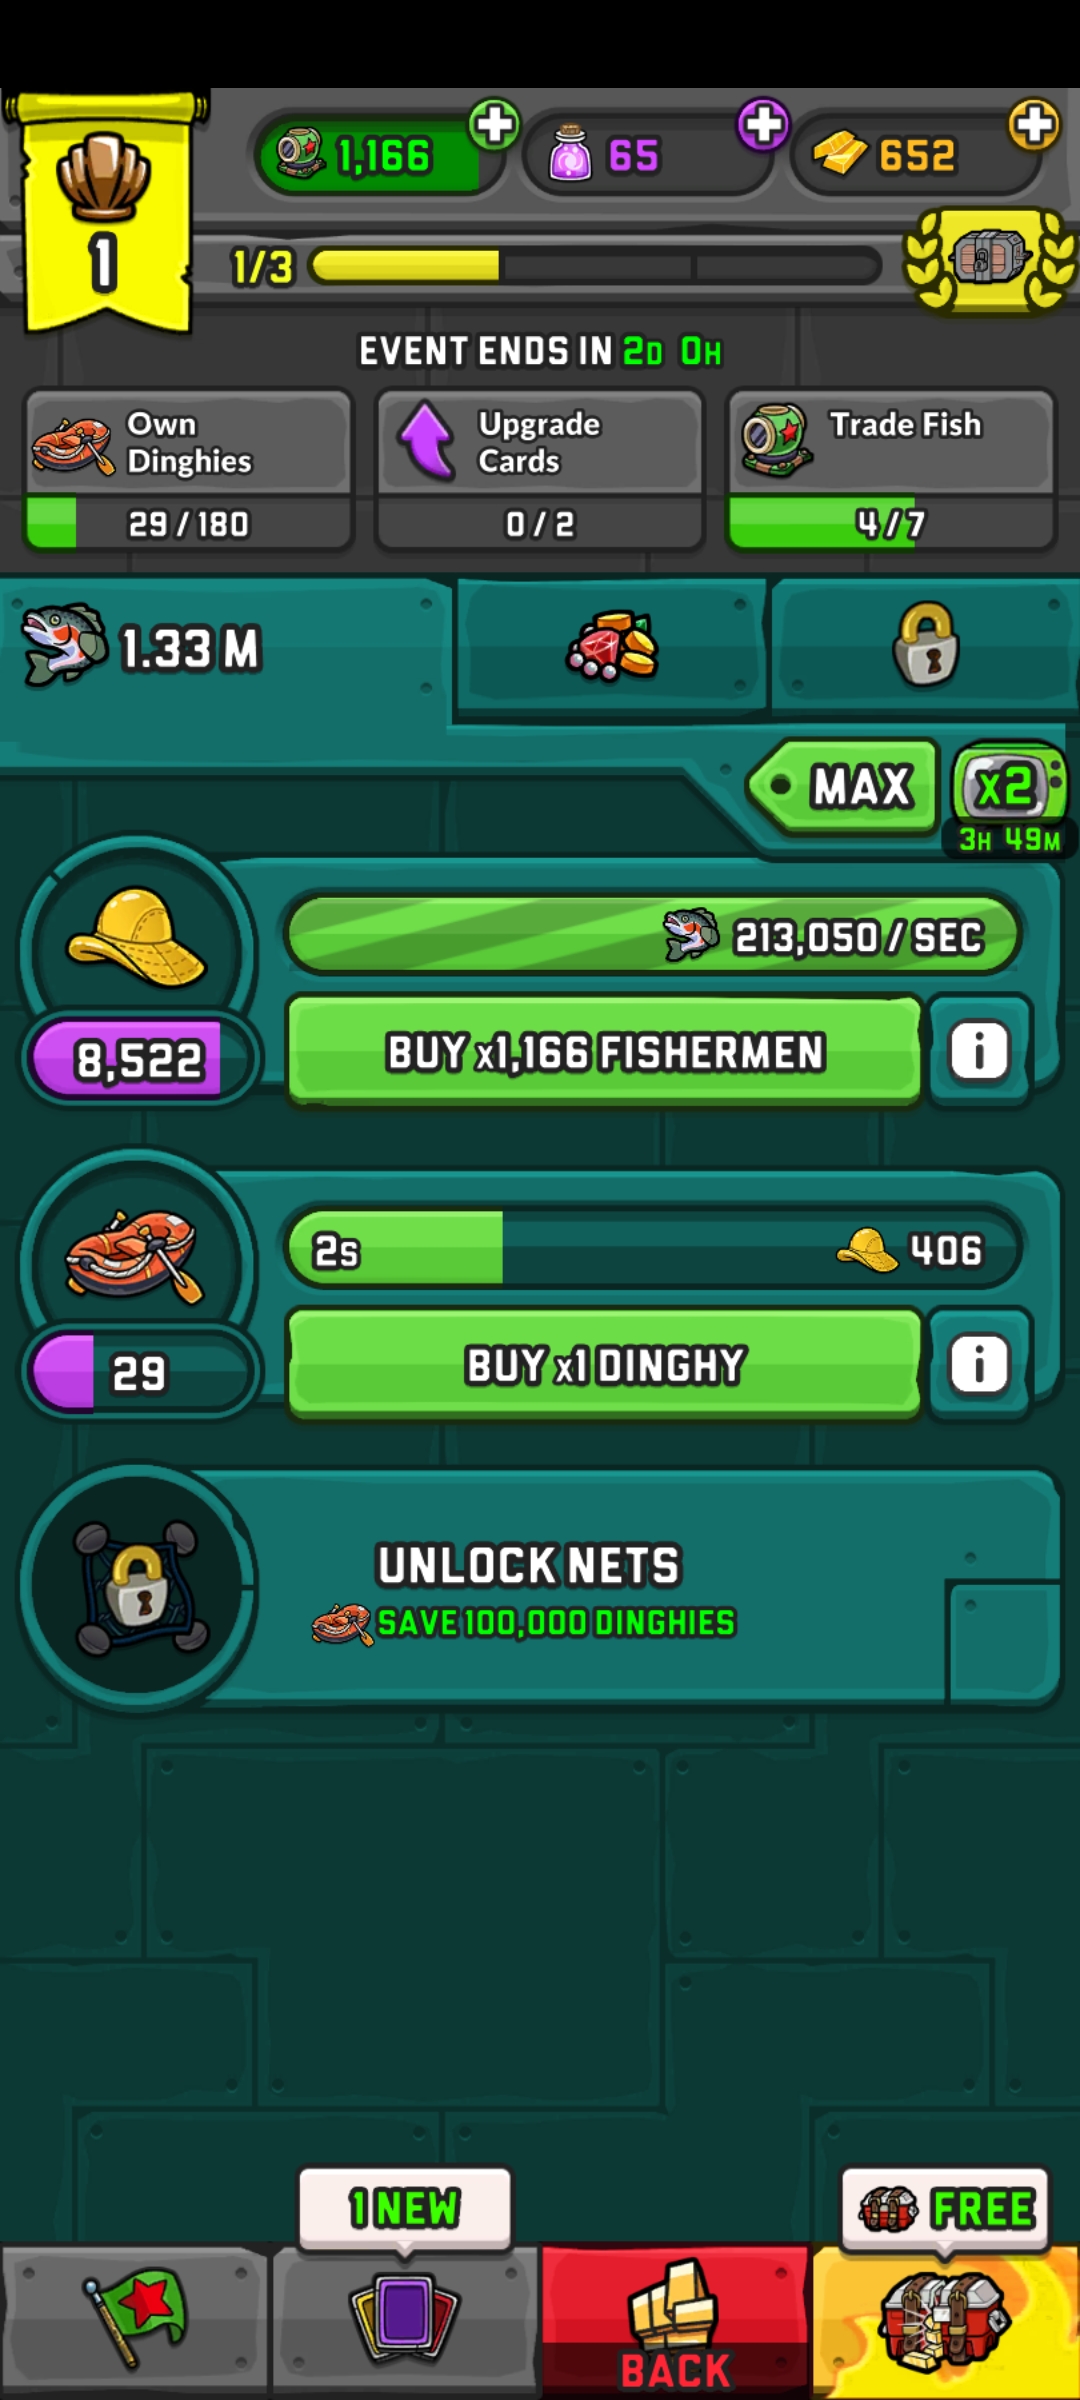 1,166
65
652
1
1/3
EVENT ENDS IN 2D 0H
Own
Dinghies
29 / 180
Upgrade
Cards
0 / 2
Trade Fish
4 / 7
1.33 M
MAX
x2
3H 49M
213,050 / SEC
8,522
BUY x1,166 FISHERMEN
i
2S
406
29
BUY x1 DINGHY
i
UNLOCK NETS
SAVE 100,000 DINGHIES
1 NEW
FREE
BACK